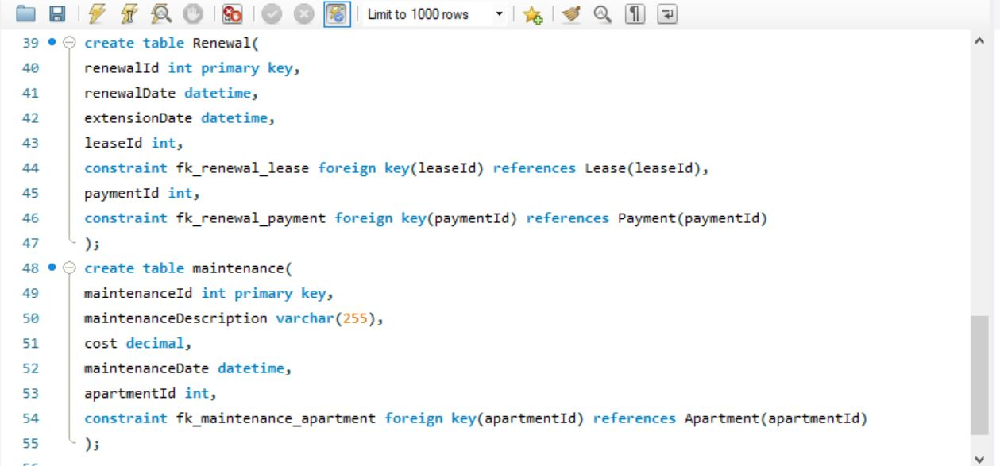 Limit to 1000 rows
39 create table Renewal(
40 renewalId int primary key,
41 renewalDate datetime,
42 extensionDate datetime,
43 leaseId int,
44 constraint fk_renewal_lease foreign key(leaseId) references Lease(leaseId),
45 paymentId int,
46 constraint fk_renewal_payment foreign key(paymentId) references Payment(paymentId)
47 );
48 create table maintenance(
49 maintenanceId int primary key,
50 maintenanceDescription varchar(255),
51 cost decimal,
52 maintenanceDate datetime,
53 apartmentId int,
54 constraint fk_maintenance_apartment foreign key(apartmentId) references Apartment(apartmentId)
55 );